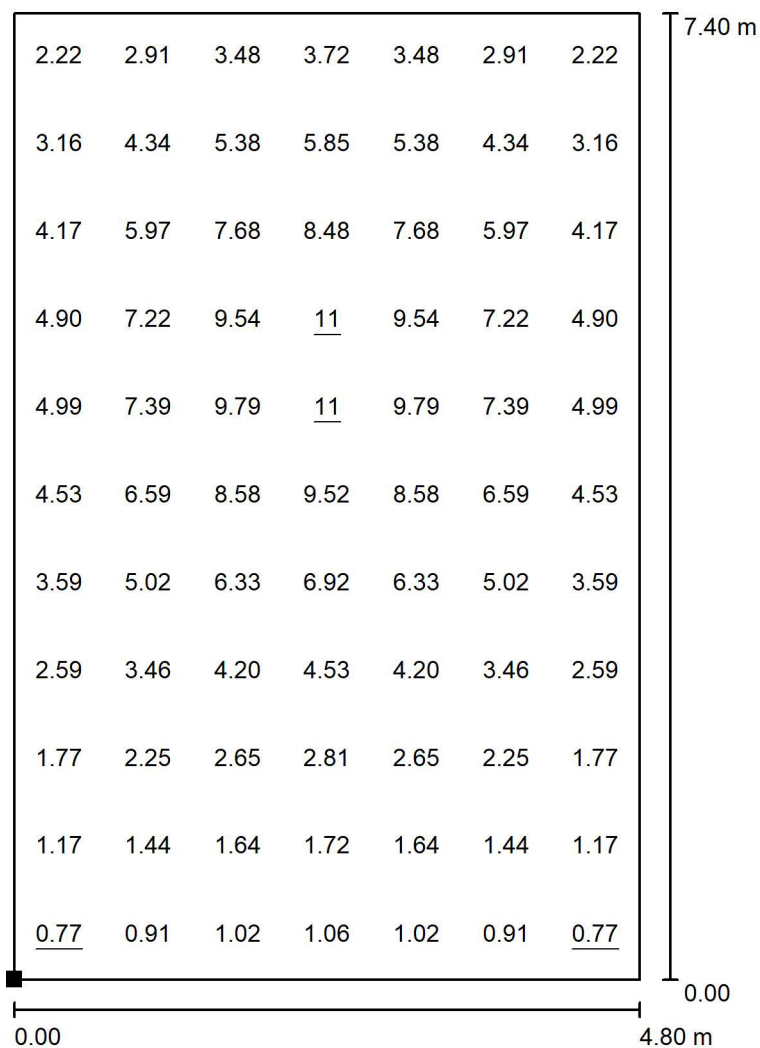 7.40 m
2.22 2.91 3.48 3.72 3.48 2.91 2.22
3.16 4.34 5.38 5.85 5.38 4.34 3.16
4.17 5.97 7.68 8.48 7.68 5.97 4.17
4.90 7.22 9.54 11 9.54 7.22 4.90
4.99 7.39 9.79 11 9.79 7.39 4.99
4.53 6.59 8.58 9.52 8.58 6.59 4.53
3.59 5.02 6.33 6.92 6.33 5.02 3.59
2.59 3.46 4.20 4.53 4.20 3.46 2.59
1.77 2.25 2.65 2.81 2.65 2.25 1.77
1.17 1.44 1.64 1.72 1.64 1.44 1.17
0.77 0.91 1.02 1.06 1.02 0.91 0.77
0.00
0.00 4.80 m